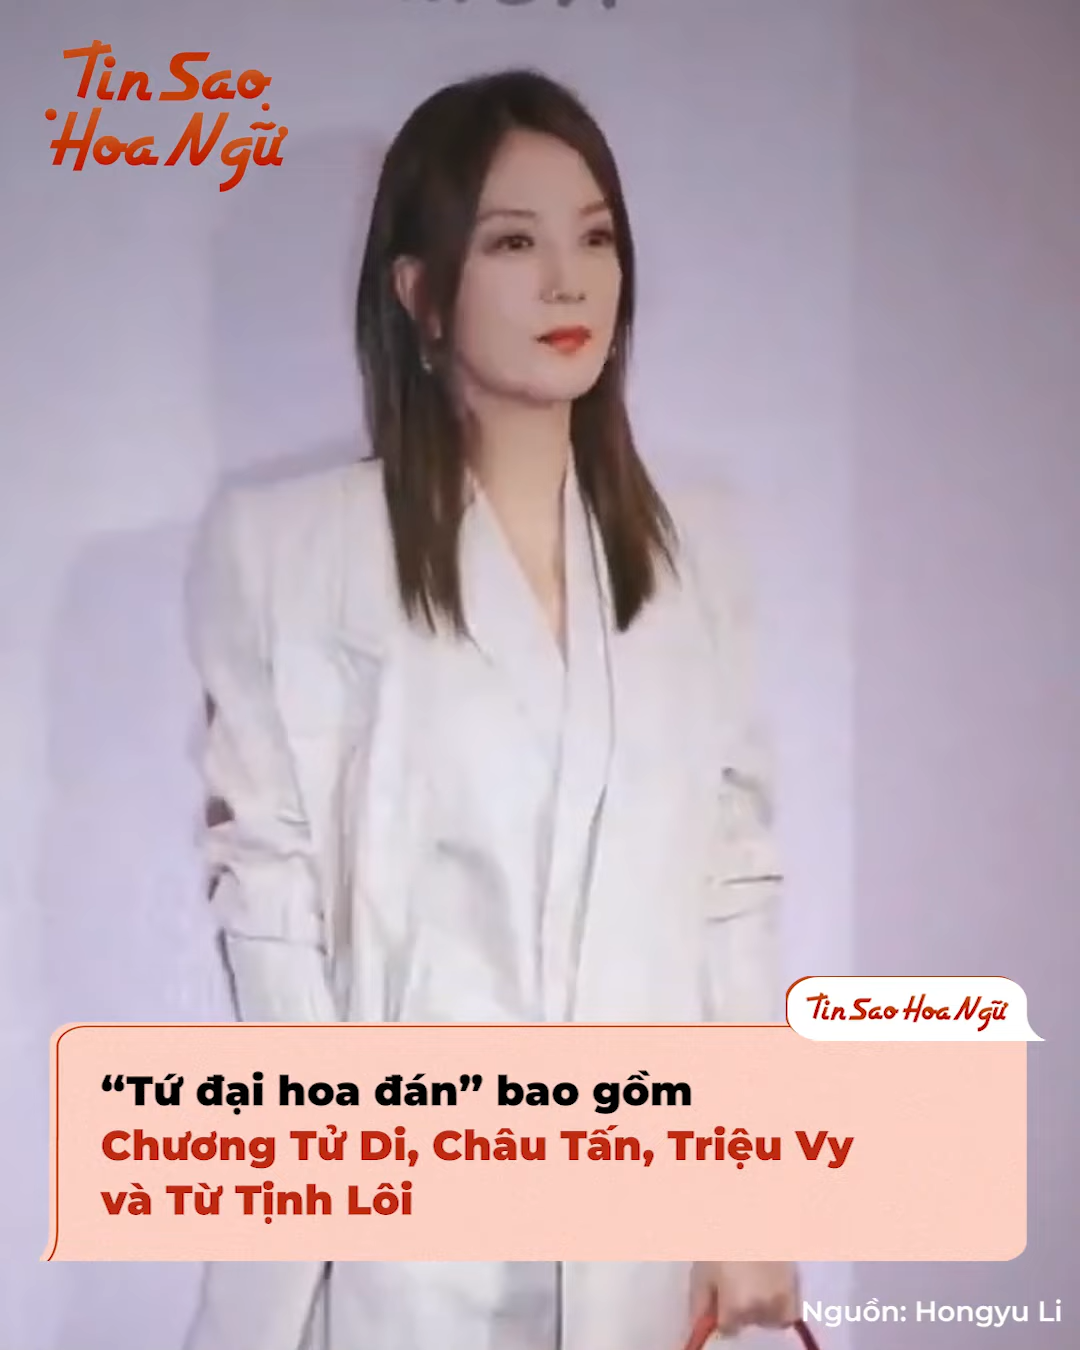 Tin Sao
Hoa Ngữ
Tin Sao Hoa Ngữ
“Tứ đại hoa đán” bao gồm
Chương Tử Di, Châu Tấn, Triệu Vy
và Từ Tịnh Lôi
Nguồn: Hongyu Li